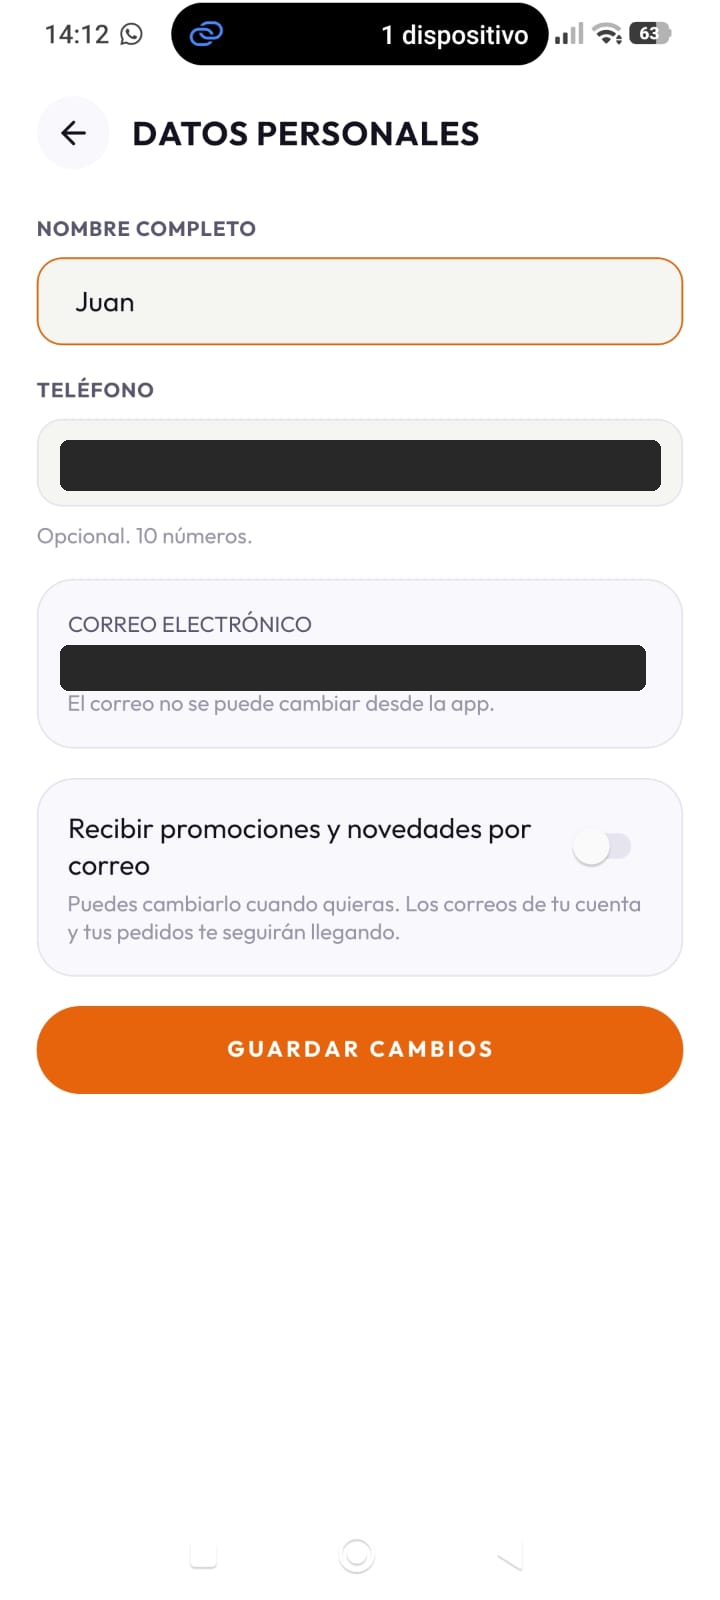 14:12
1 dispositivo
63
DATOS PERSONALES
NOMBRE COMPLETO
Juan
TELÉFONO
Opcional. 10 números.
CORREO ELECTRÓNICO
El correo no se puede cambiar desde la app.
Recibir promociones y novedades por
correo
Puedes cambiarlo cuando quieras. Los correos de tu cuenta
y tus pedidos te seguirán llegando.
GUARDAR CAMBIOS